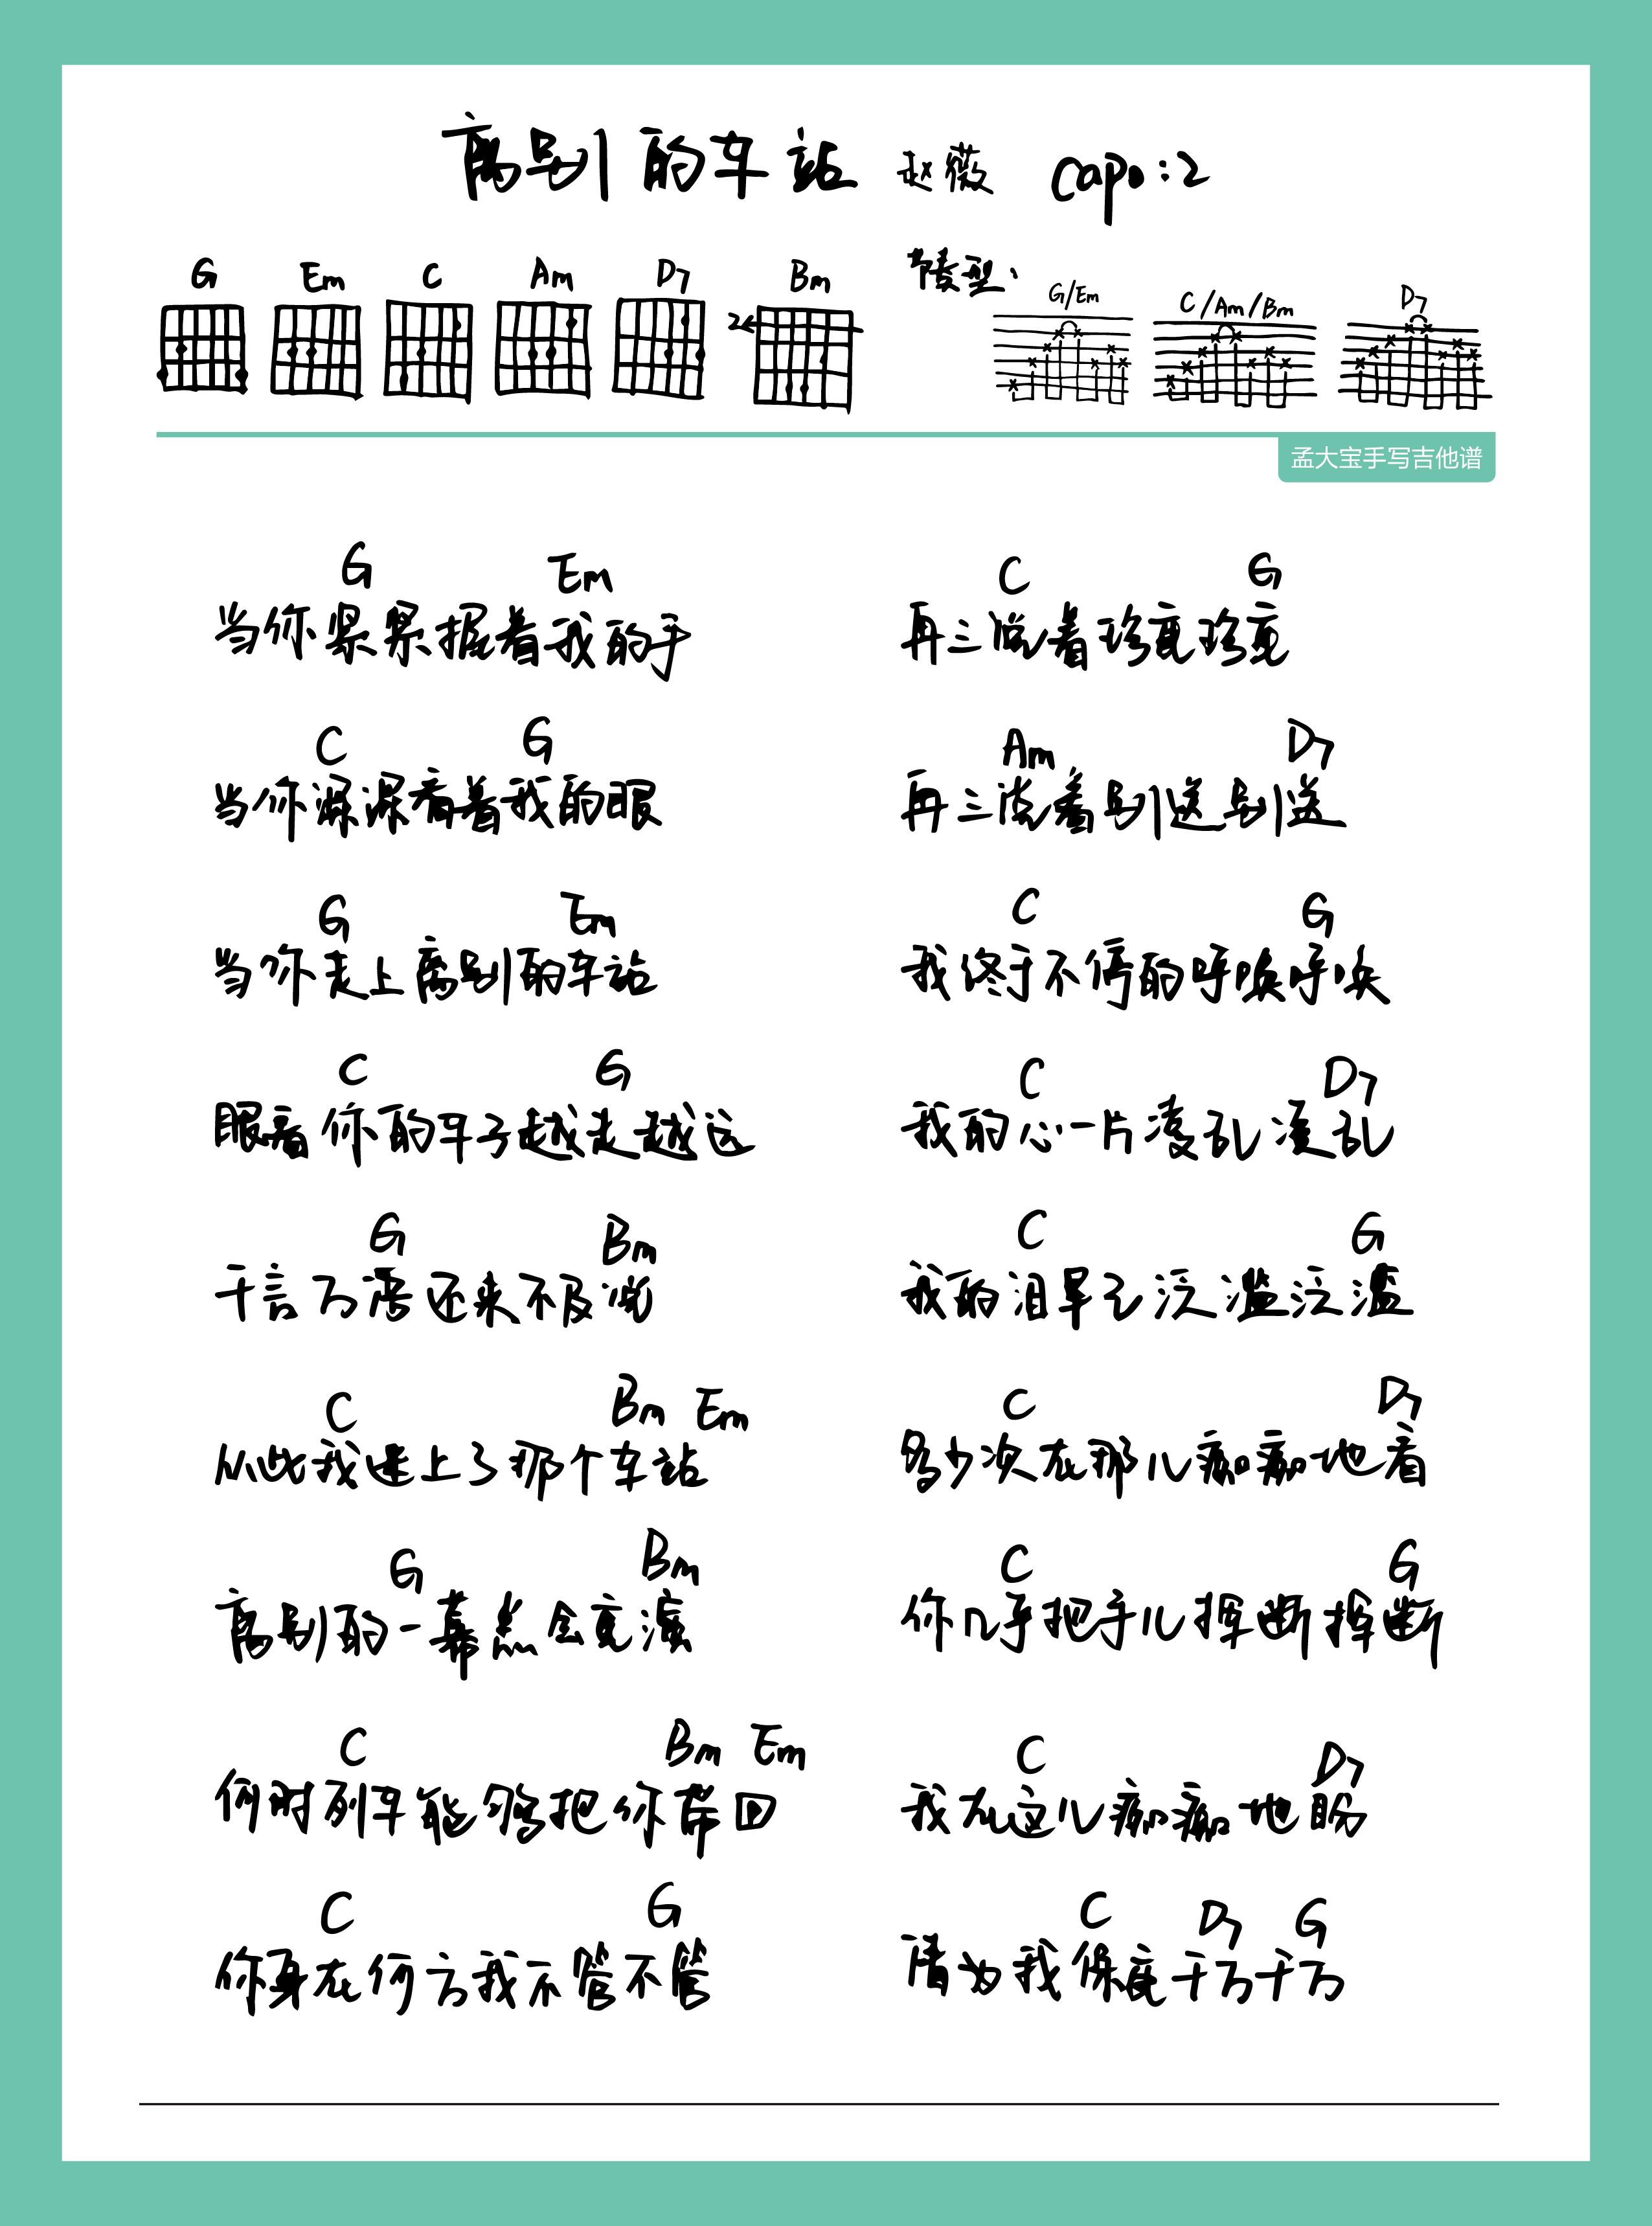 离别的车站 赵薇 capo:2
G Em C Am D7 Bm
2
节奏型:
G/Em C/Am/Bm D7
孟大宝手写吉他谱
G Em
当你紧紧握着我的手
C G
当你深深看着我的眼
G Em
当你走上离别的车站
C G
眼看你的车子越走越远
G Bm
千言万语还来不及说
C Bm Em
从此我迷上了那个车站
G Bm
离别的一幕总会重演
C Bm Em
何时列车能够把你带回
C G
你身在何方我不管不管
C G
再三说着珍重珍重
Am D7
再三说着别送别送
C G
我终于不停的呼唤呼唤
C D7
我的心一片凌乱凌乱
C G
我的泪早已泛滥泛滥
C D7
多少次在那儿痴痴地看
C G
你几乎把手儿挥断挥断
C D7
我在这儿痴痴地盼
C D7 G
请为我保重千万千万